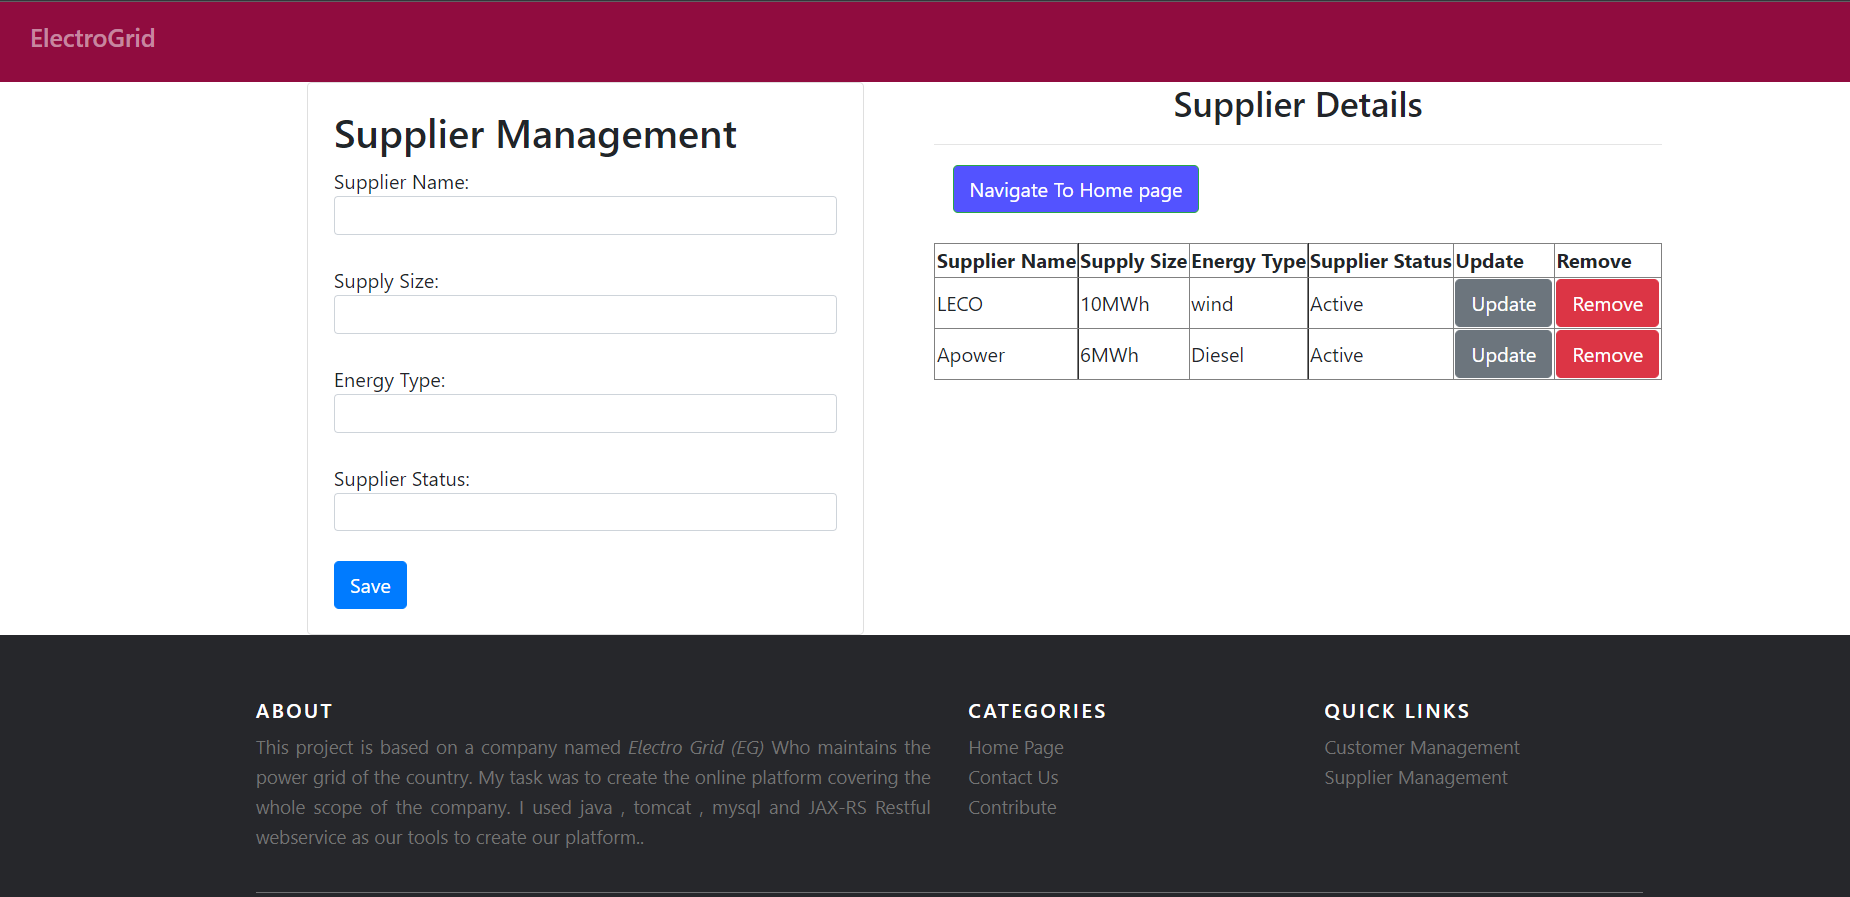 ElectroGrid
Supplier Management
Supplier Name:
Supply Size:
Energy Type:
Supplier Status:
Save
Supplier Details
Navigate To Home page
Supplier Name Supply Size Energy Type Supplier Status Update Remove
LECO 10MWh wind Active Update Remove
Apower 6MWh Diesel Active Update Remove
ABOUT
This project is based on a company named Electro Grid (EG) Who maintains the
power grid of the country. My task was to create the online platform covering the
whole scope of the company. I used java , tomcat , mysql and JAX-RS Restful
webservice as our tools to create our platform..
CATEGORIES
Home Page
Contact Us
Contribute
QUICK LINKS
Customer Management
Supplier Management